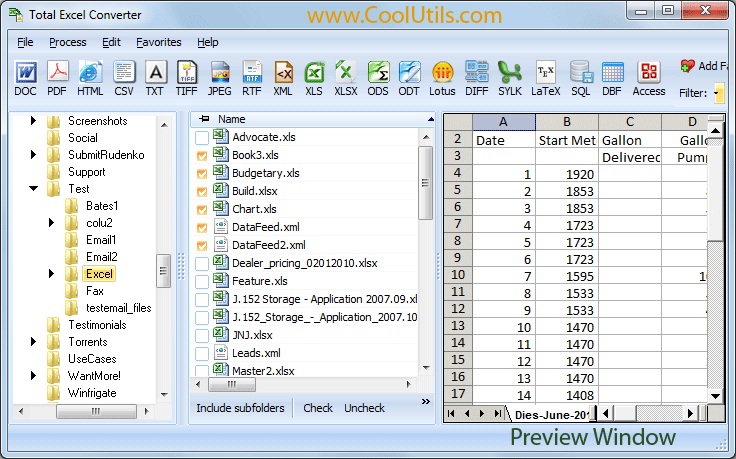 Total Excel Converter
www.CoolUtils.com
File Process Edit Favorites Help
DOC PDF HTML CSV TXT TIFF JPEG RTF XML XLS XLSX ODS ODT Lotus DIFF SYLK LaTeX SQL DBF Access
Add Fa
Filter:
Screenshots
Social
SubmitRudenko
Support
Test
Bates1
colu2
Email1
Email2
Excel
Fax
testemail_files
Testimonials
Torrents
UseCases
WantMore!
Winfrigate
Name
Advocate.xls
Book3.xls
Budgetary.xls
Build.xlsx
Chart.xls
DataFeed.xml
DataFeed2.xml
Dealer_pricing_02012010.xlsx
Feature.xls
J.152 Storage - Application 2007.09.xl
J.152_Storage_-_Application_2007.10
JNJ.xlsx
Leads.xml
Master2.xlsx
Include subfolders Check Uncheck »
A B C D
2 Date Start Met Gallon Gallo
3 Delivered Pump
4 1 1920
5 2 1853
6 3 1853
7 4 1723
8 5 1723
9 6 1723
10 7 1595 10
11 8 1533
12 9 1533
13 10 1470
14 11 1470
15 12 1470
16 13 1470
17 14 1408
Dies-June-201
Preview Window